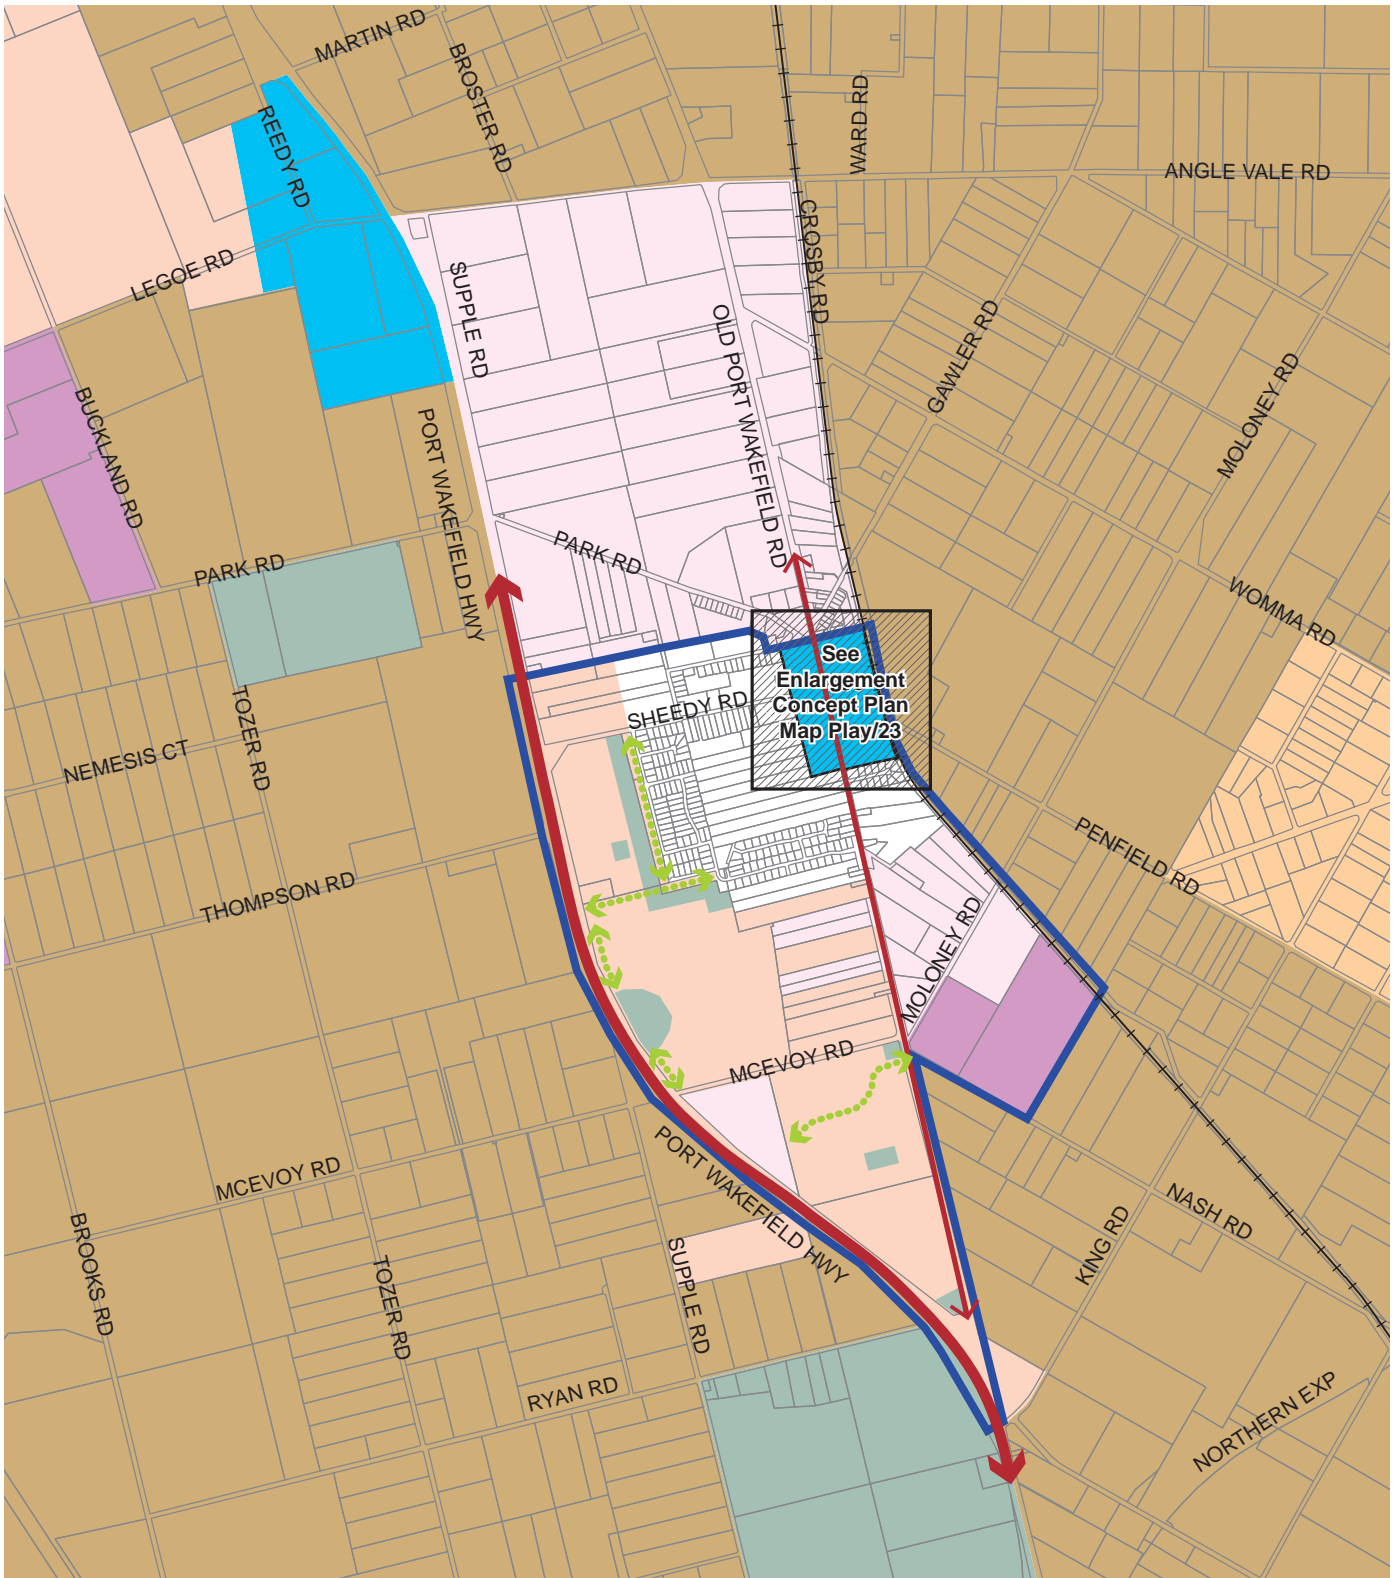 MARTIN RD
BROSTER RD
WARD RD
REEDY RD
ANGLE VALE RD
CROSBY RD
LEGOE RD
SUPPLE RD
OLD PORT WAKEFIELD RD
GAWLER RD
MOLONEY RD
BUCKLAND RD
PORT WAKEFIELD HWY
PARK RD
PARK RD
WOMMA RD
See
Enlargement
Concept Plan
Map Play/23
SHEEDY RD
TOZER RD
NEMESIS CT
PENFIELD RD
THOMPSON RD
MOLONEY RD
MCEVOY RD
PORT WAKEFIELD HWY
MCEVOY RD
NASH RD
KING RD
BROOKS RD
TOZER RD
SUPPLE RD
RYAN RD
NORTHERN EXP